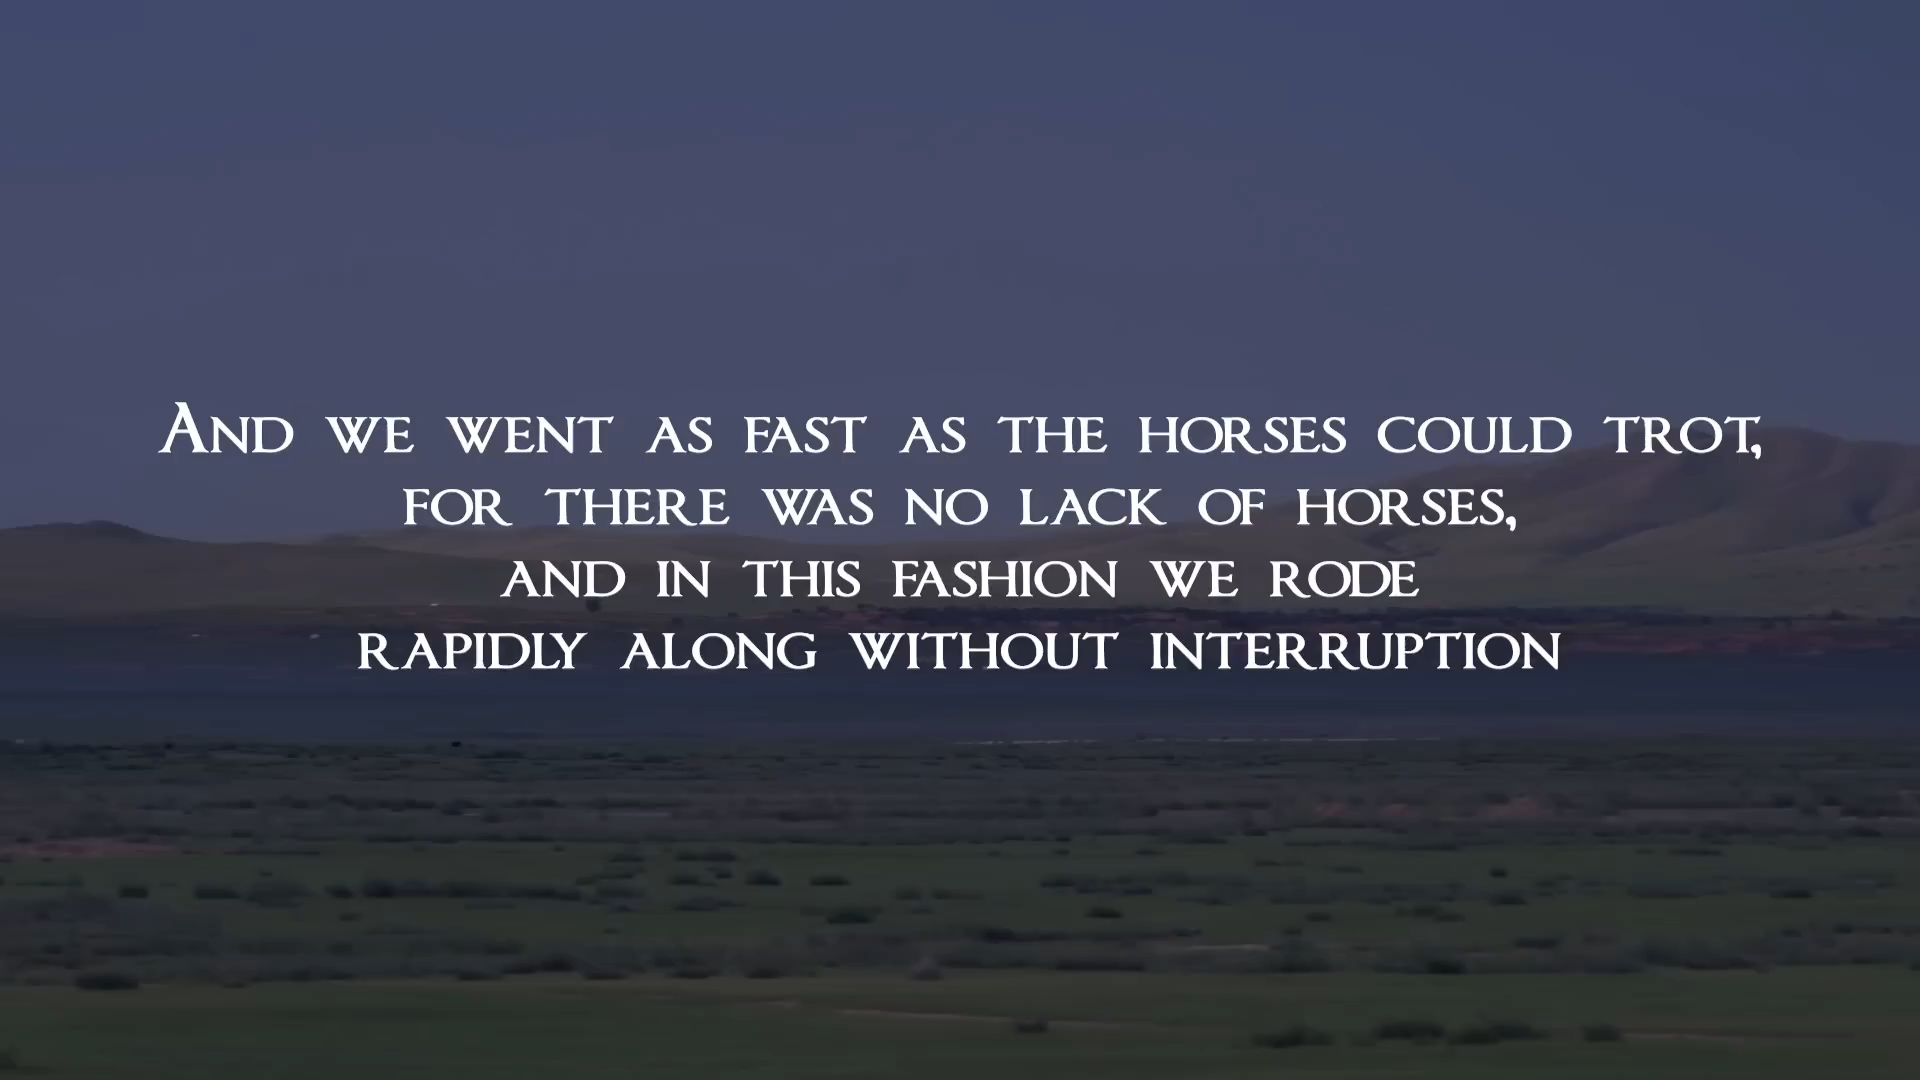 And we went as fast as the horses could trot,
for there was no lack of horses,
and in this fashion we rode
rapidly along without interruption